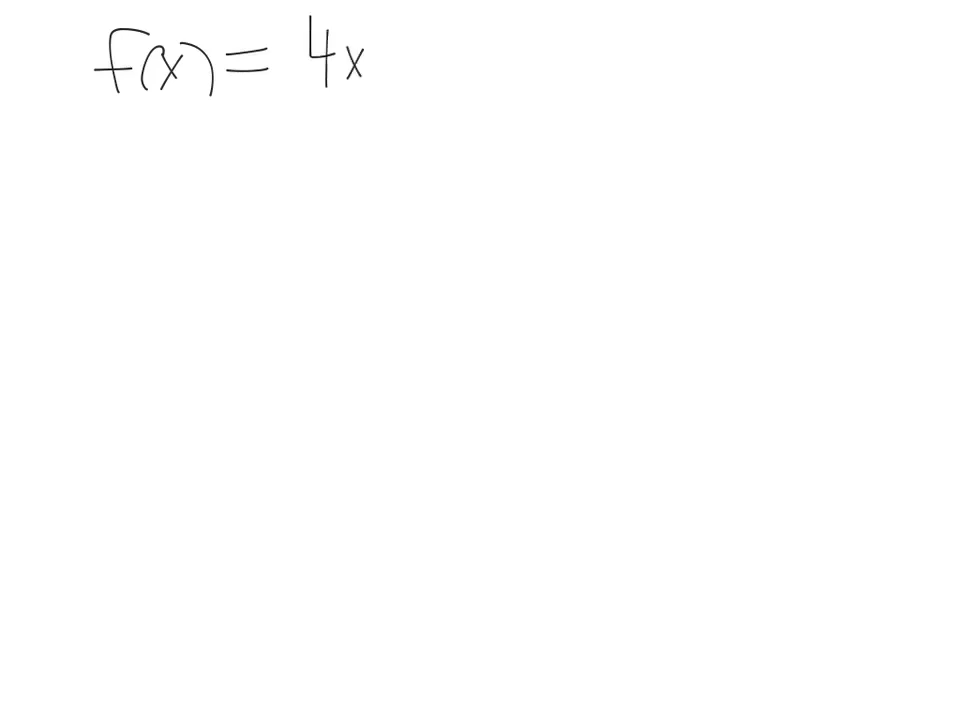 f(x) = 4x